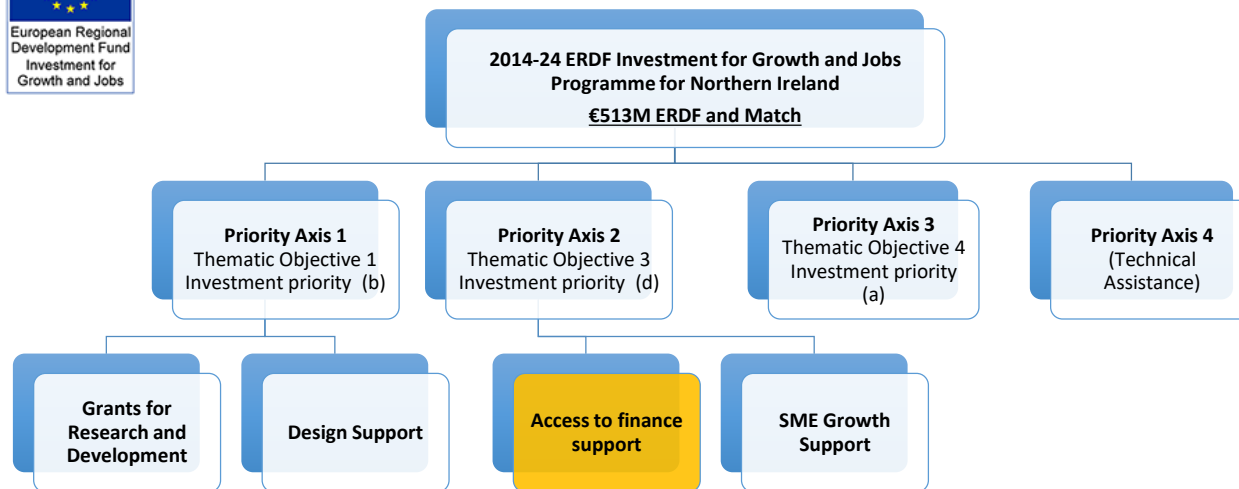 European Regional
Development Fund
Investment for
Growth and Jobs
2014-24 ERDF Investment for Growth and Jobs
Programme for Northern Ireland
€513M ERDF and Match
Priority Axis 1
Thematic Objective 1
Investment priority (b)
Priority Axis 2
Thematic Objective 3
Investment priority (d)
Priority Axis 3
Thematic Objective 4
Investment priority
(a)
Priority Axis 4
(Technical
Assistance)
Grants for
Research and
Development
Design Support
Access to finance
support
SME Growth
Support